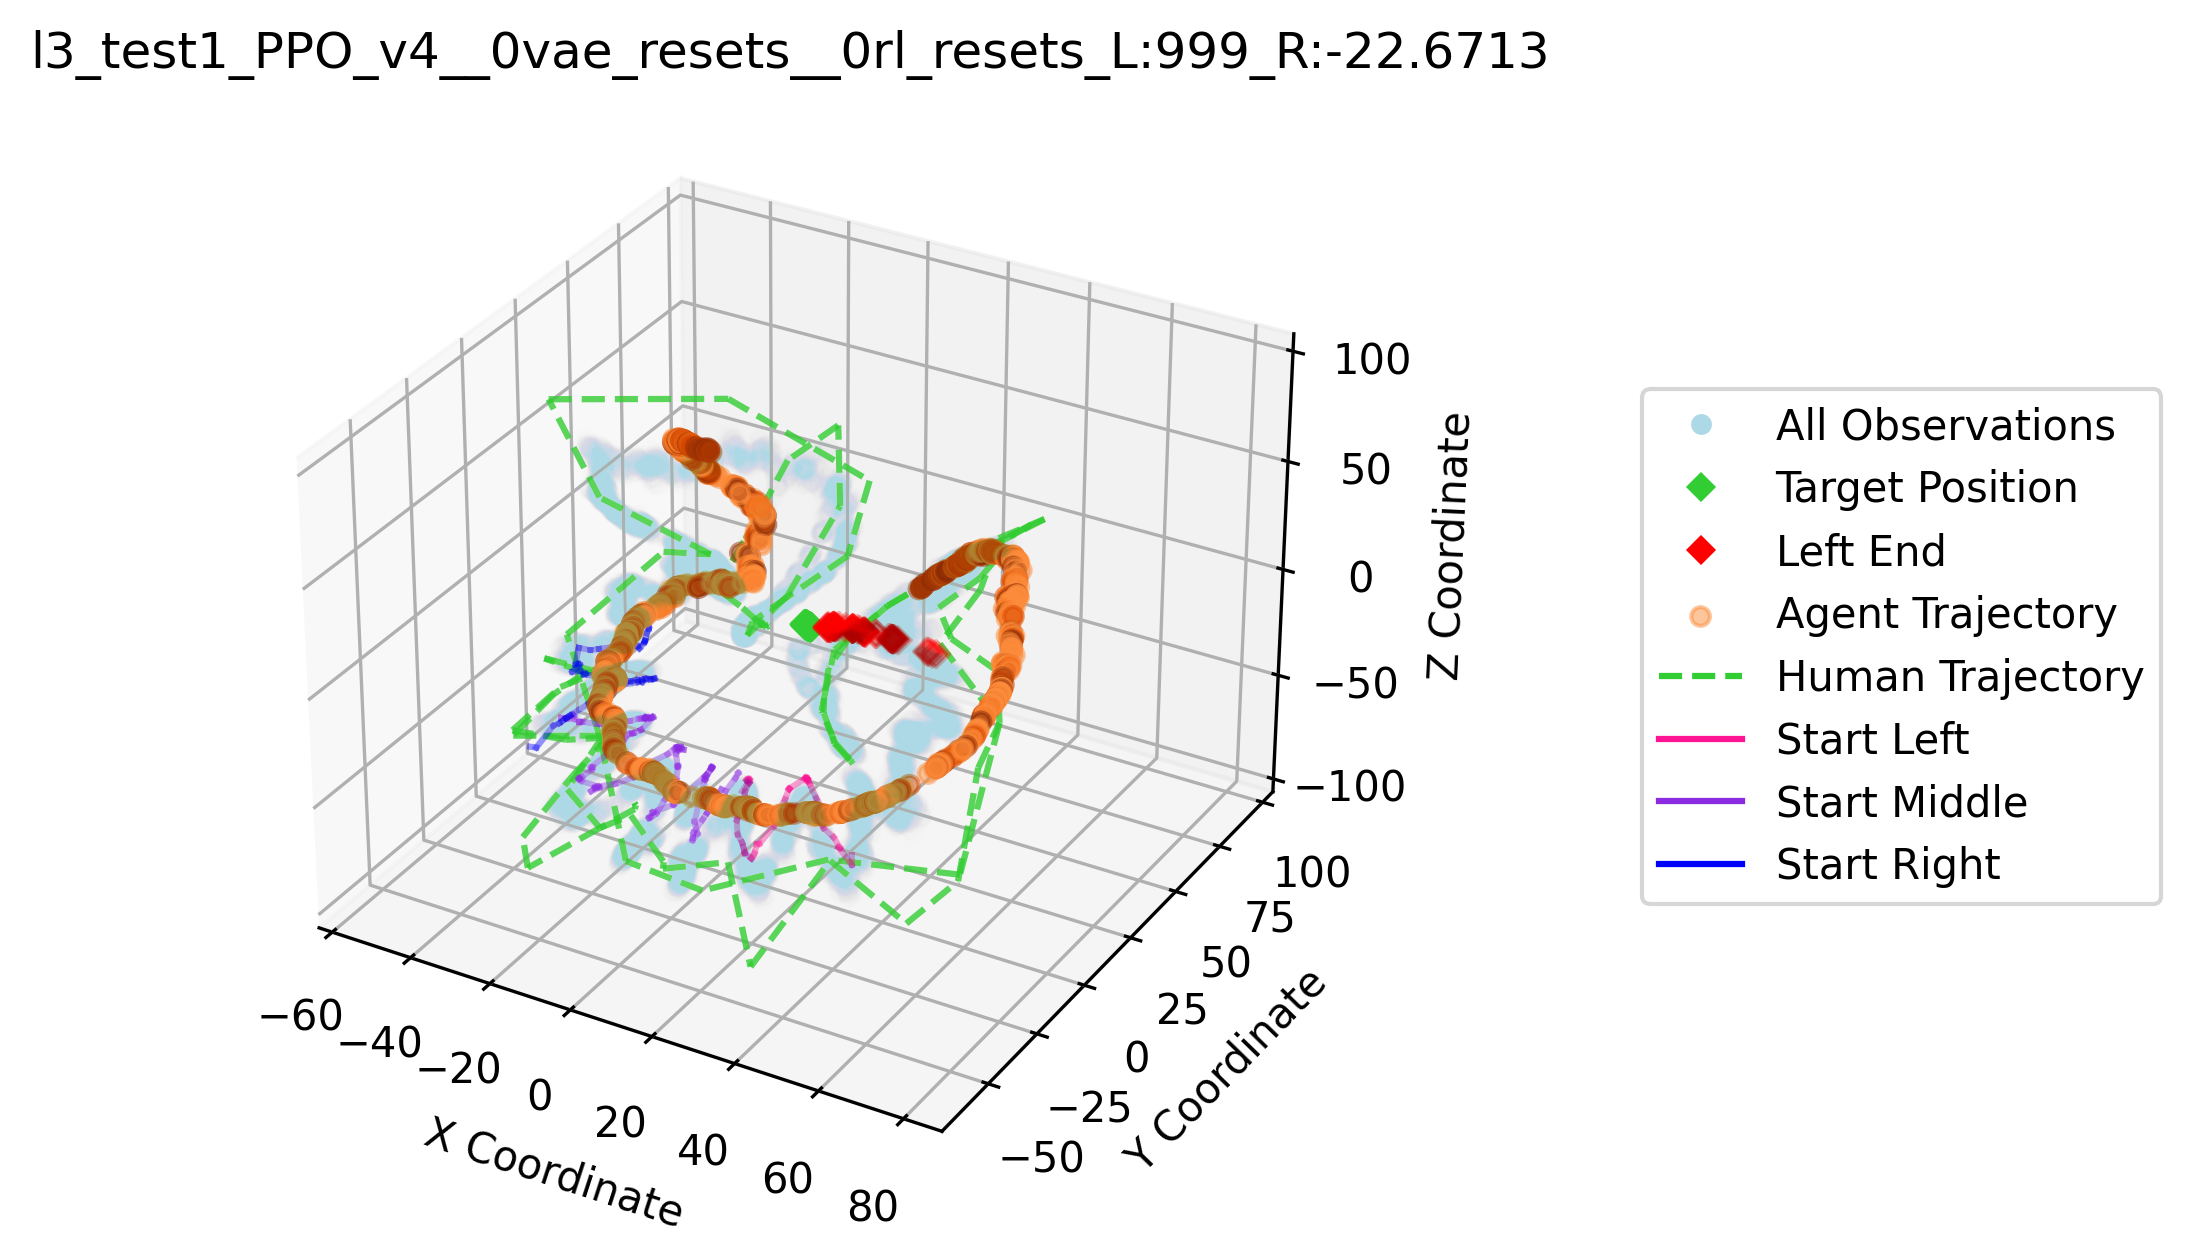 l3_test1_PPO_v4__0vae_resets__0rl_resets_L:999_R:-22.6713
100
50
0
−50
−100
Z Coordinate
100
75
50
25
0
−25
−50
Y Coordinate
−60
−40
−20
0
20
40
60
80
X Coordinate
All Observations
Target Position
Left End
Agent Trajectory
Human Trajectory
Start Left
Start Middle
Start Right